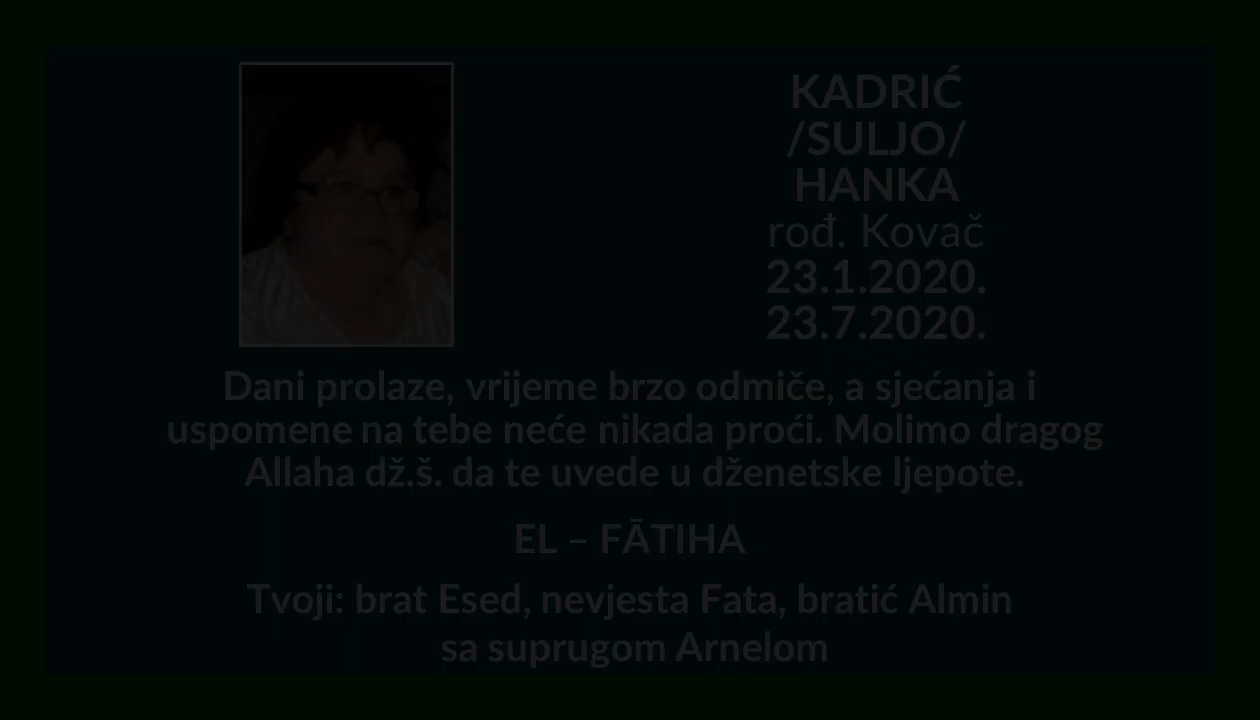 KADRIĆ
/SULJO/
HANKA
rođ. Kovač
23.1.2020.
23.7.2020.
Dani prolaze, vrijeme brzo odmiče, a sjećanja i
uspomene na tebe neće nikada proći. Molimo dragog
Allaha dž.š. da te uvede u dženetske ljepote.
EL – FĀTIHA
Tvoji: brat Esed, nevjesta Fata, bratić Almin
sa suprugom Arnelom